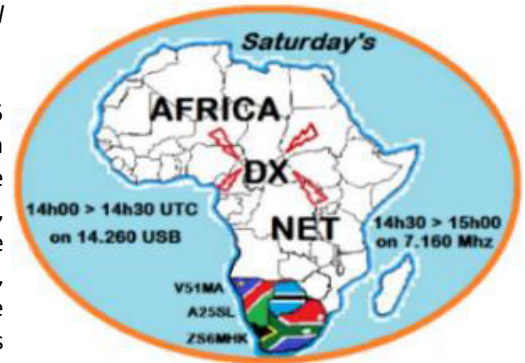 Saturday's
AFRICA
DX
NET
14h00 > 14h30 UTC
on 14.260 USB
14h30 > 15h00
on 7.160 Mhz
V51MA
A25SL
ZS6MHK